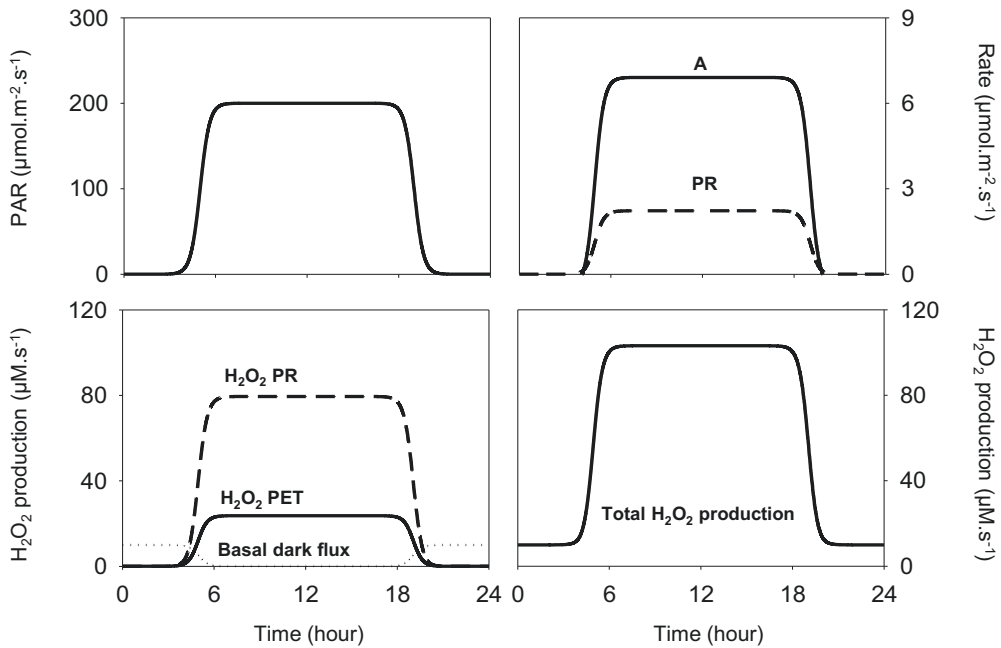 PAR (µmol.m⁻².s⁻¹)
300
200
100
0
A
PR
9
6
3
0
Rate (µmol.m⁻².s⁻¹)
H₂O₂ production (µM.s⁻¹)
120
80
40
0
H₂O₂ PR
H₂O₂ PET
Basal dark flux
0 6 12 18 24
Time (hour)
Total H₂O₂ production
120
80
40
0
H₂O₂ production (µM.s⁻¹)
0 6 12 18 24
Time (hour)